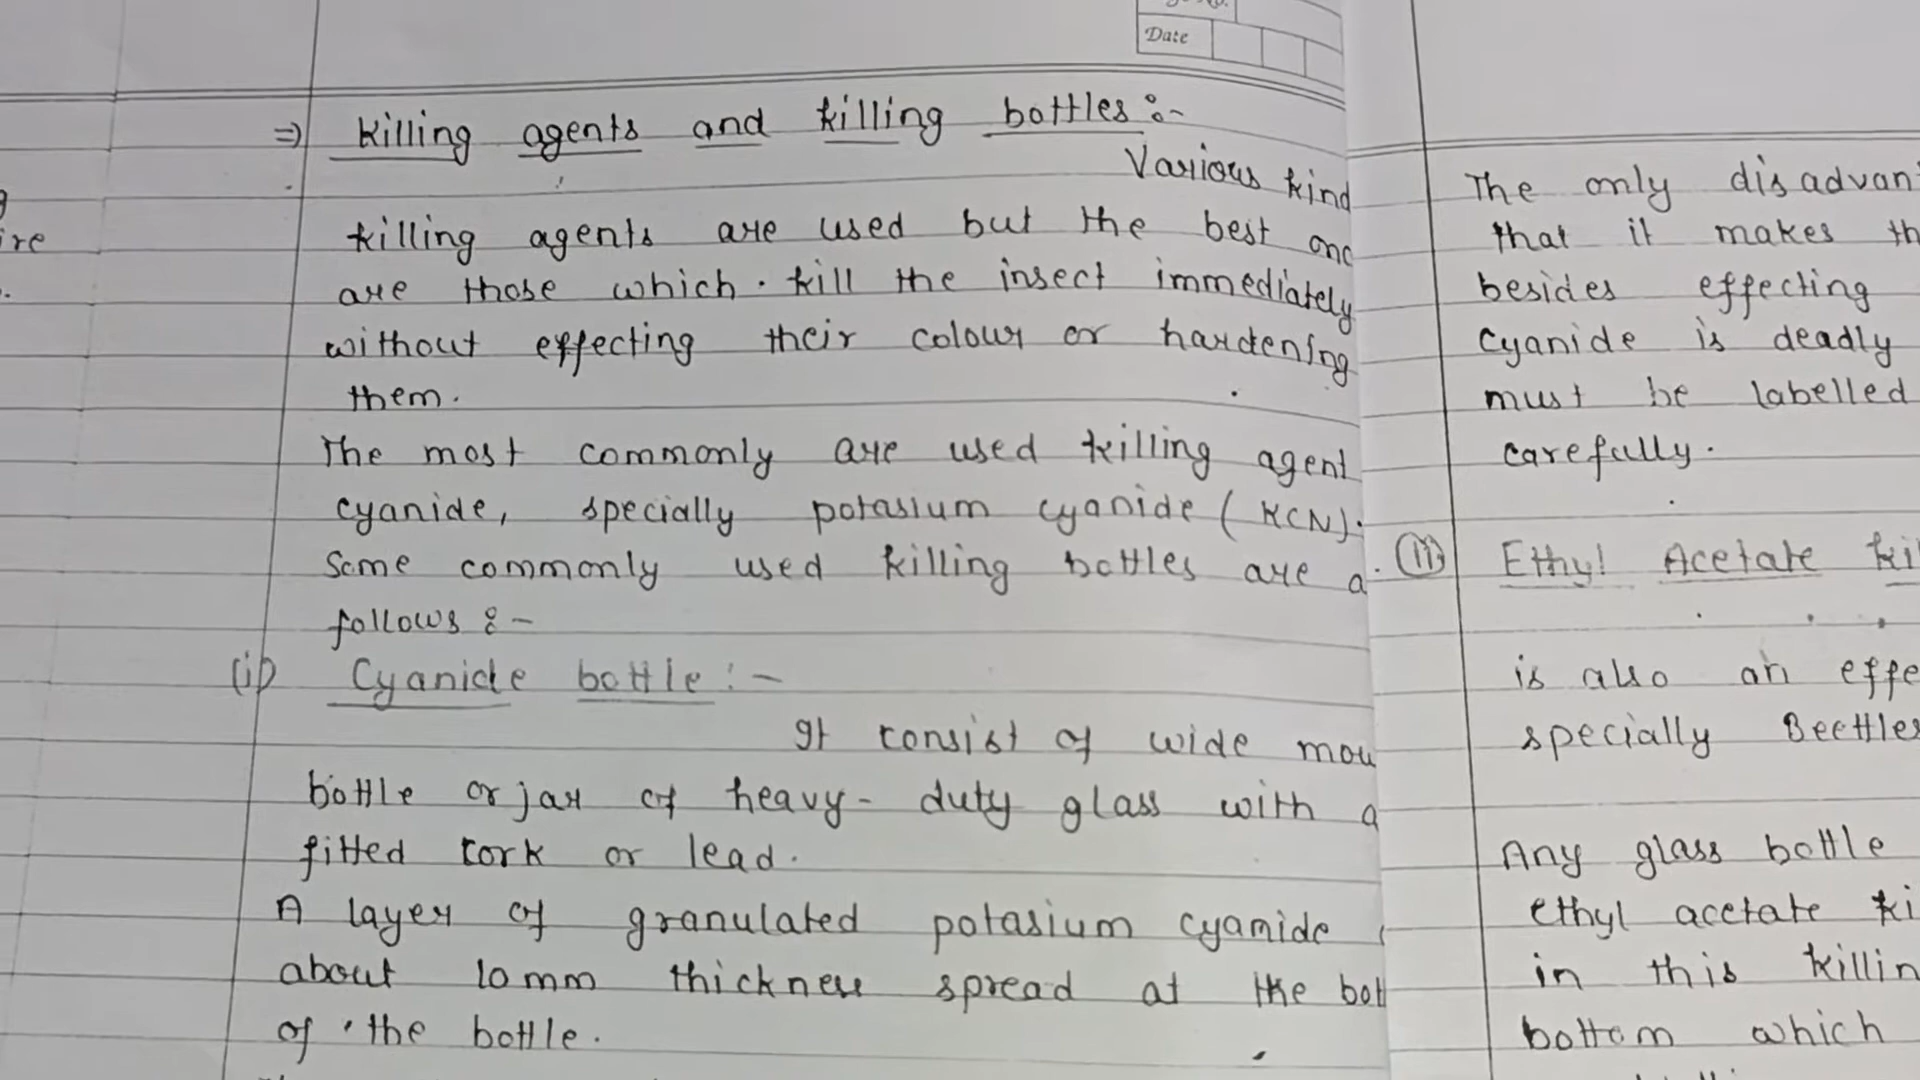 Date
=> Killing agents and killing bottles :-
Various kind
killing agents are used but the best and
are those which kill the insect immediately
without effecting their colour or hardening
them.
The most commonly are used killing agent
cyanide, specially potasium cyanide (KCN).
Some commonly used killing bottles are a
follows :-
(i) Cyanide bottle :-
It consist of wide mou
bottle or jar of heavy-duty glass with a
fitted cork or lead.
A layer of granulated potasium cyamide
about 10 mm thickness spread at the bot
of the bottle.
ire
The only disadvan
that it makes th
besides effecting
Cyanide is deadly
must be labelled
carefully.
(ii) Ethyl Acetate kil
is also an effe
specially Beettles
Any glass bottle
ethyl acetate ki
in this killin
bottom which